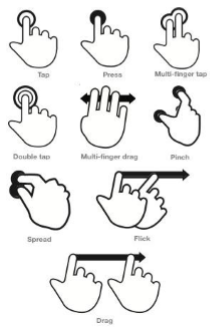 Tap
Press
Multi-finger tap
Double tap
Multi-finger drag
Pinch
Spread
Flick
Drag